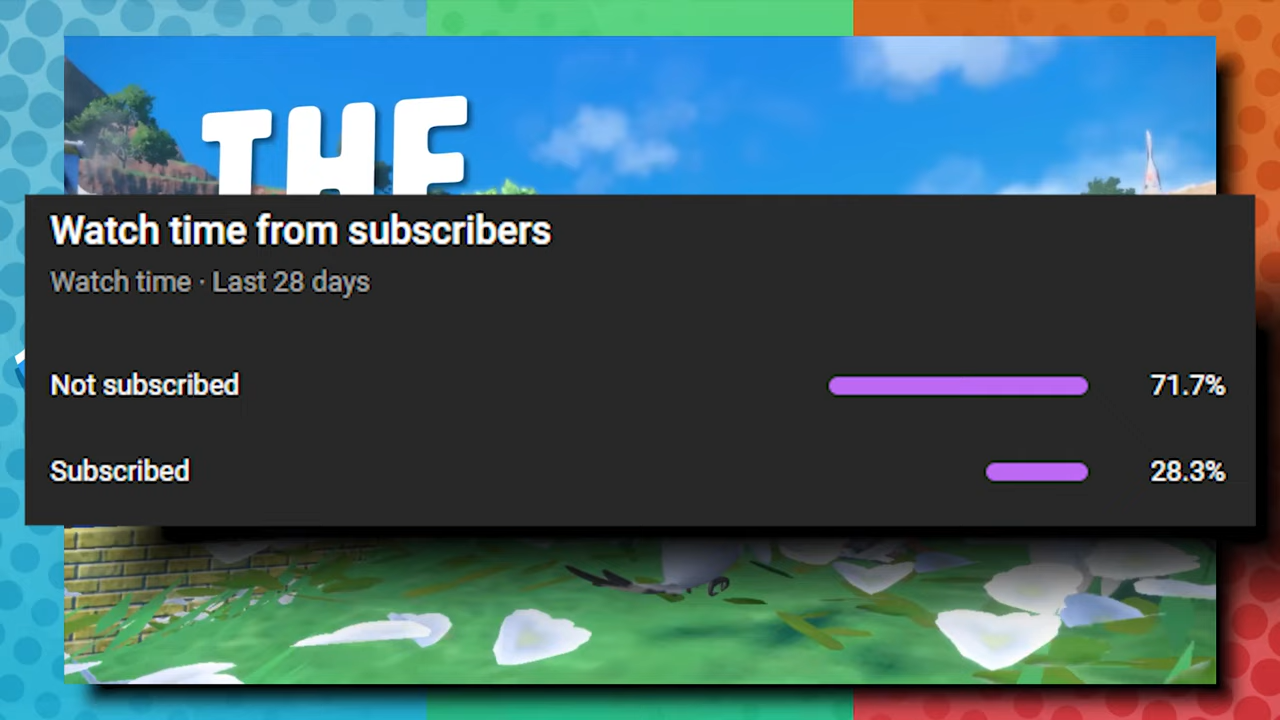 THE
Watch time from subscribers
Watch time · Last 28 days
Not subscribed 71.7%
Subscribed 28.3%